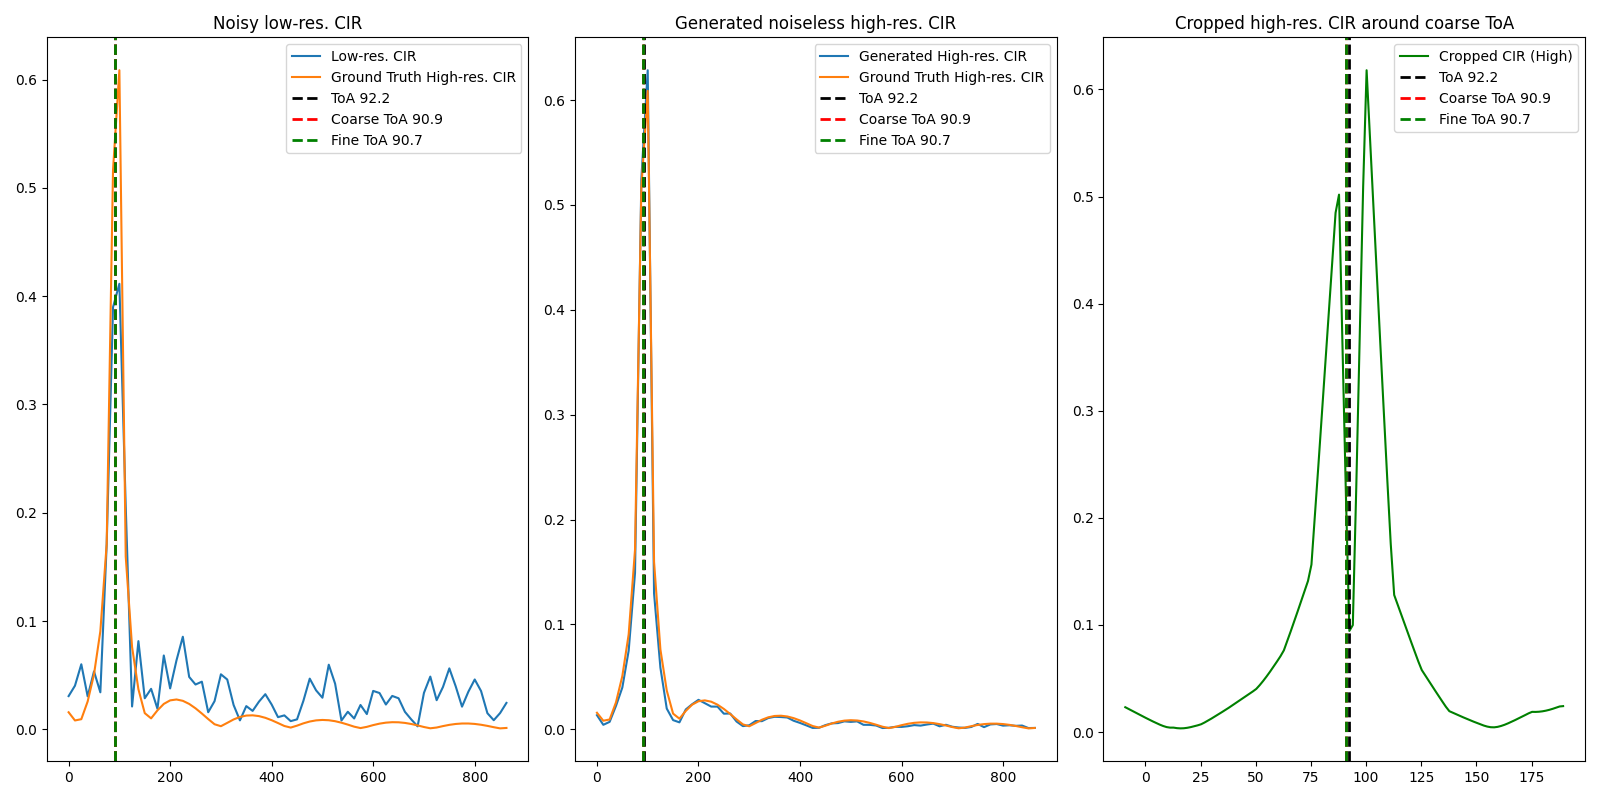 Noisy low-res. CIR
Low-res. CIR
Ground Truth High-res. CIR
ToA 92.2
Coarse ToA 90.9
Fine ToA 90.7
0.6
0.5
0.4
0.3
0.2
0.1
0.0
0 200 400 600 800
Generated noiseless high-res. CIR
Generated High-res. CIR
Ground Truth High-res. CIR
ToA 92.2
Coarse ToA 90.9
Fine ToA 90.7
0.6
0.5
0.4
0.3
0.2
0.1
0.0
0 200 400 600 800
Cropped high-res. CIR around coarse ToA
Cropped CIR (High)
ToA 92.2
Coarse ToA 90.9
Fine ToA 90.7
0.6
0.5
0.4
0.3
0.2
0.1
0.0
0 25 50 75 100 125 150 175